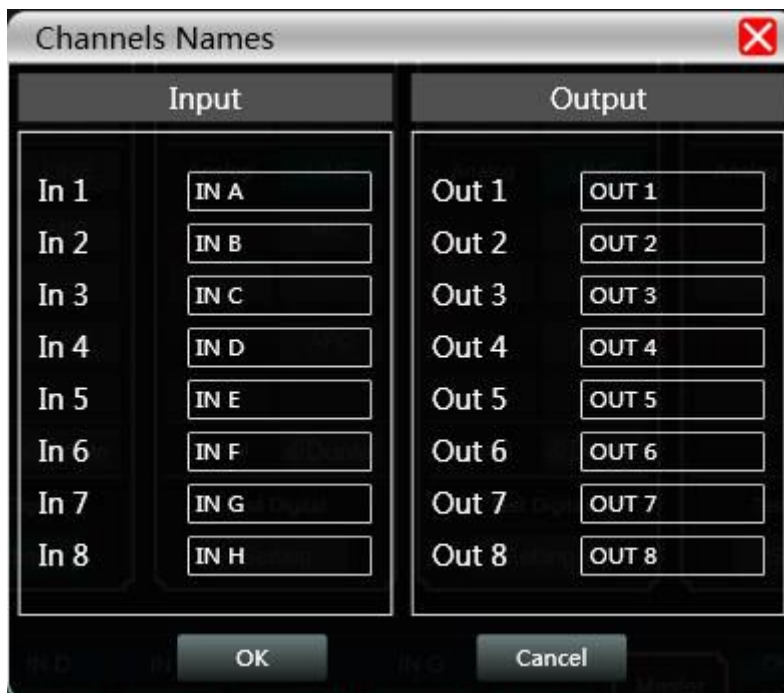 Channels Names
Input
In 1 IN A
In 2 IN B
In 3 IN C
In 4 IN D
In 5 IN E
In 6 IN F
In 7 IN G
In 8 IN H
Output
Out 1 OUT 1
Out 2 OUT 2
Out 3 OUT 3
Out 4 OUT 4
Out 5 OUT 5
Out 6 OUT 6
Out 7 OUT 7
Out 8 OUT 8
OK
Cancel
IN D
IN G